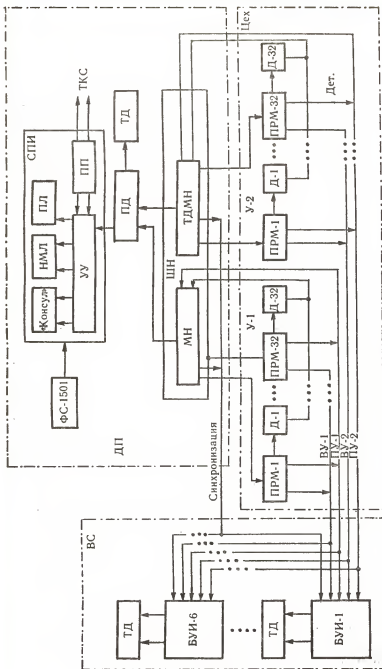 ДП
ФС-1501
СПИ
«Консул»
НМЛ
ПЛ
УУ
ПП
ТКС
ПД
ТД
ШН
МН
ТДМН
Синхронизация
Цех
У-1
ПРМ-1
Д-1
ПРМ-32
Д-32
У-2
ПРМ-1
Д-1
ПРМ-32
Д-32
Дет.
ВУ-1
ПУ-1
ВУ-2
ПУ-2
ВС
ТД
БУИ-6
ТД
БУИ-1